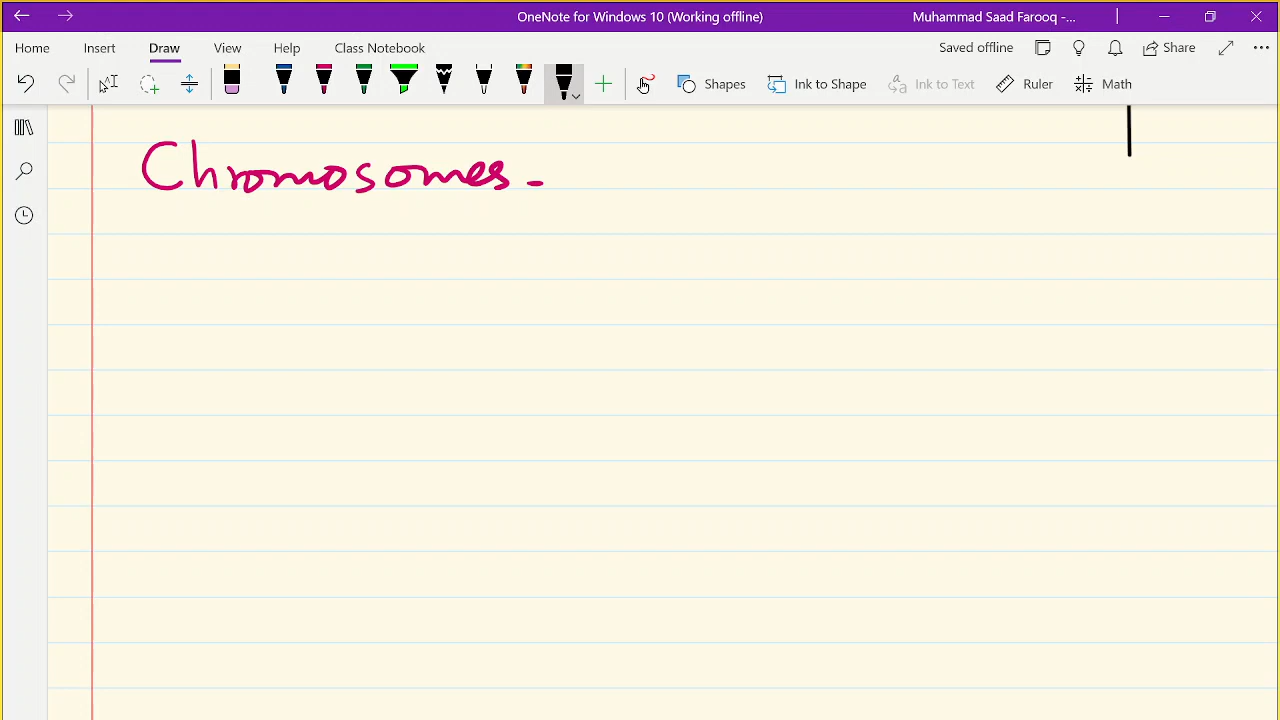 OneNote for Windows 10 (Working offline)
Muhammad Saad Farooq -...
Home Insert Draw View Help Class Notebook
Saved offline Share
Shapes Ink to Shape Ink to Text Ruler Math
Chromosomes -